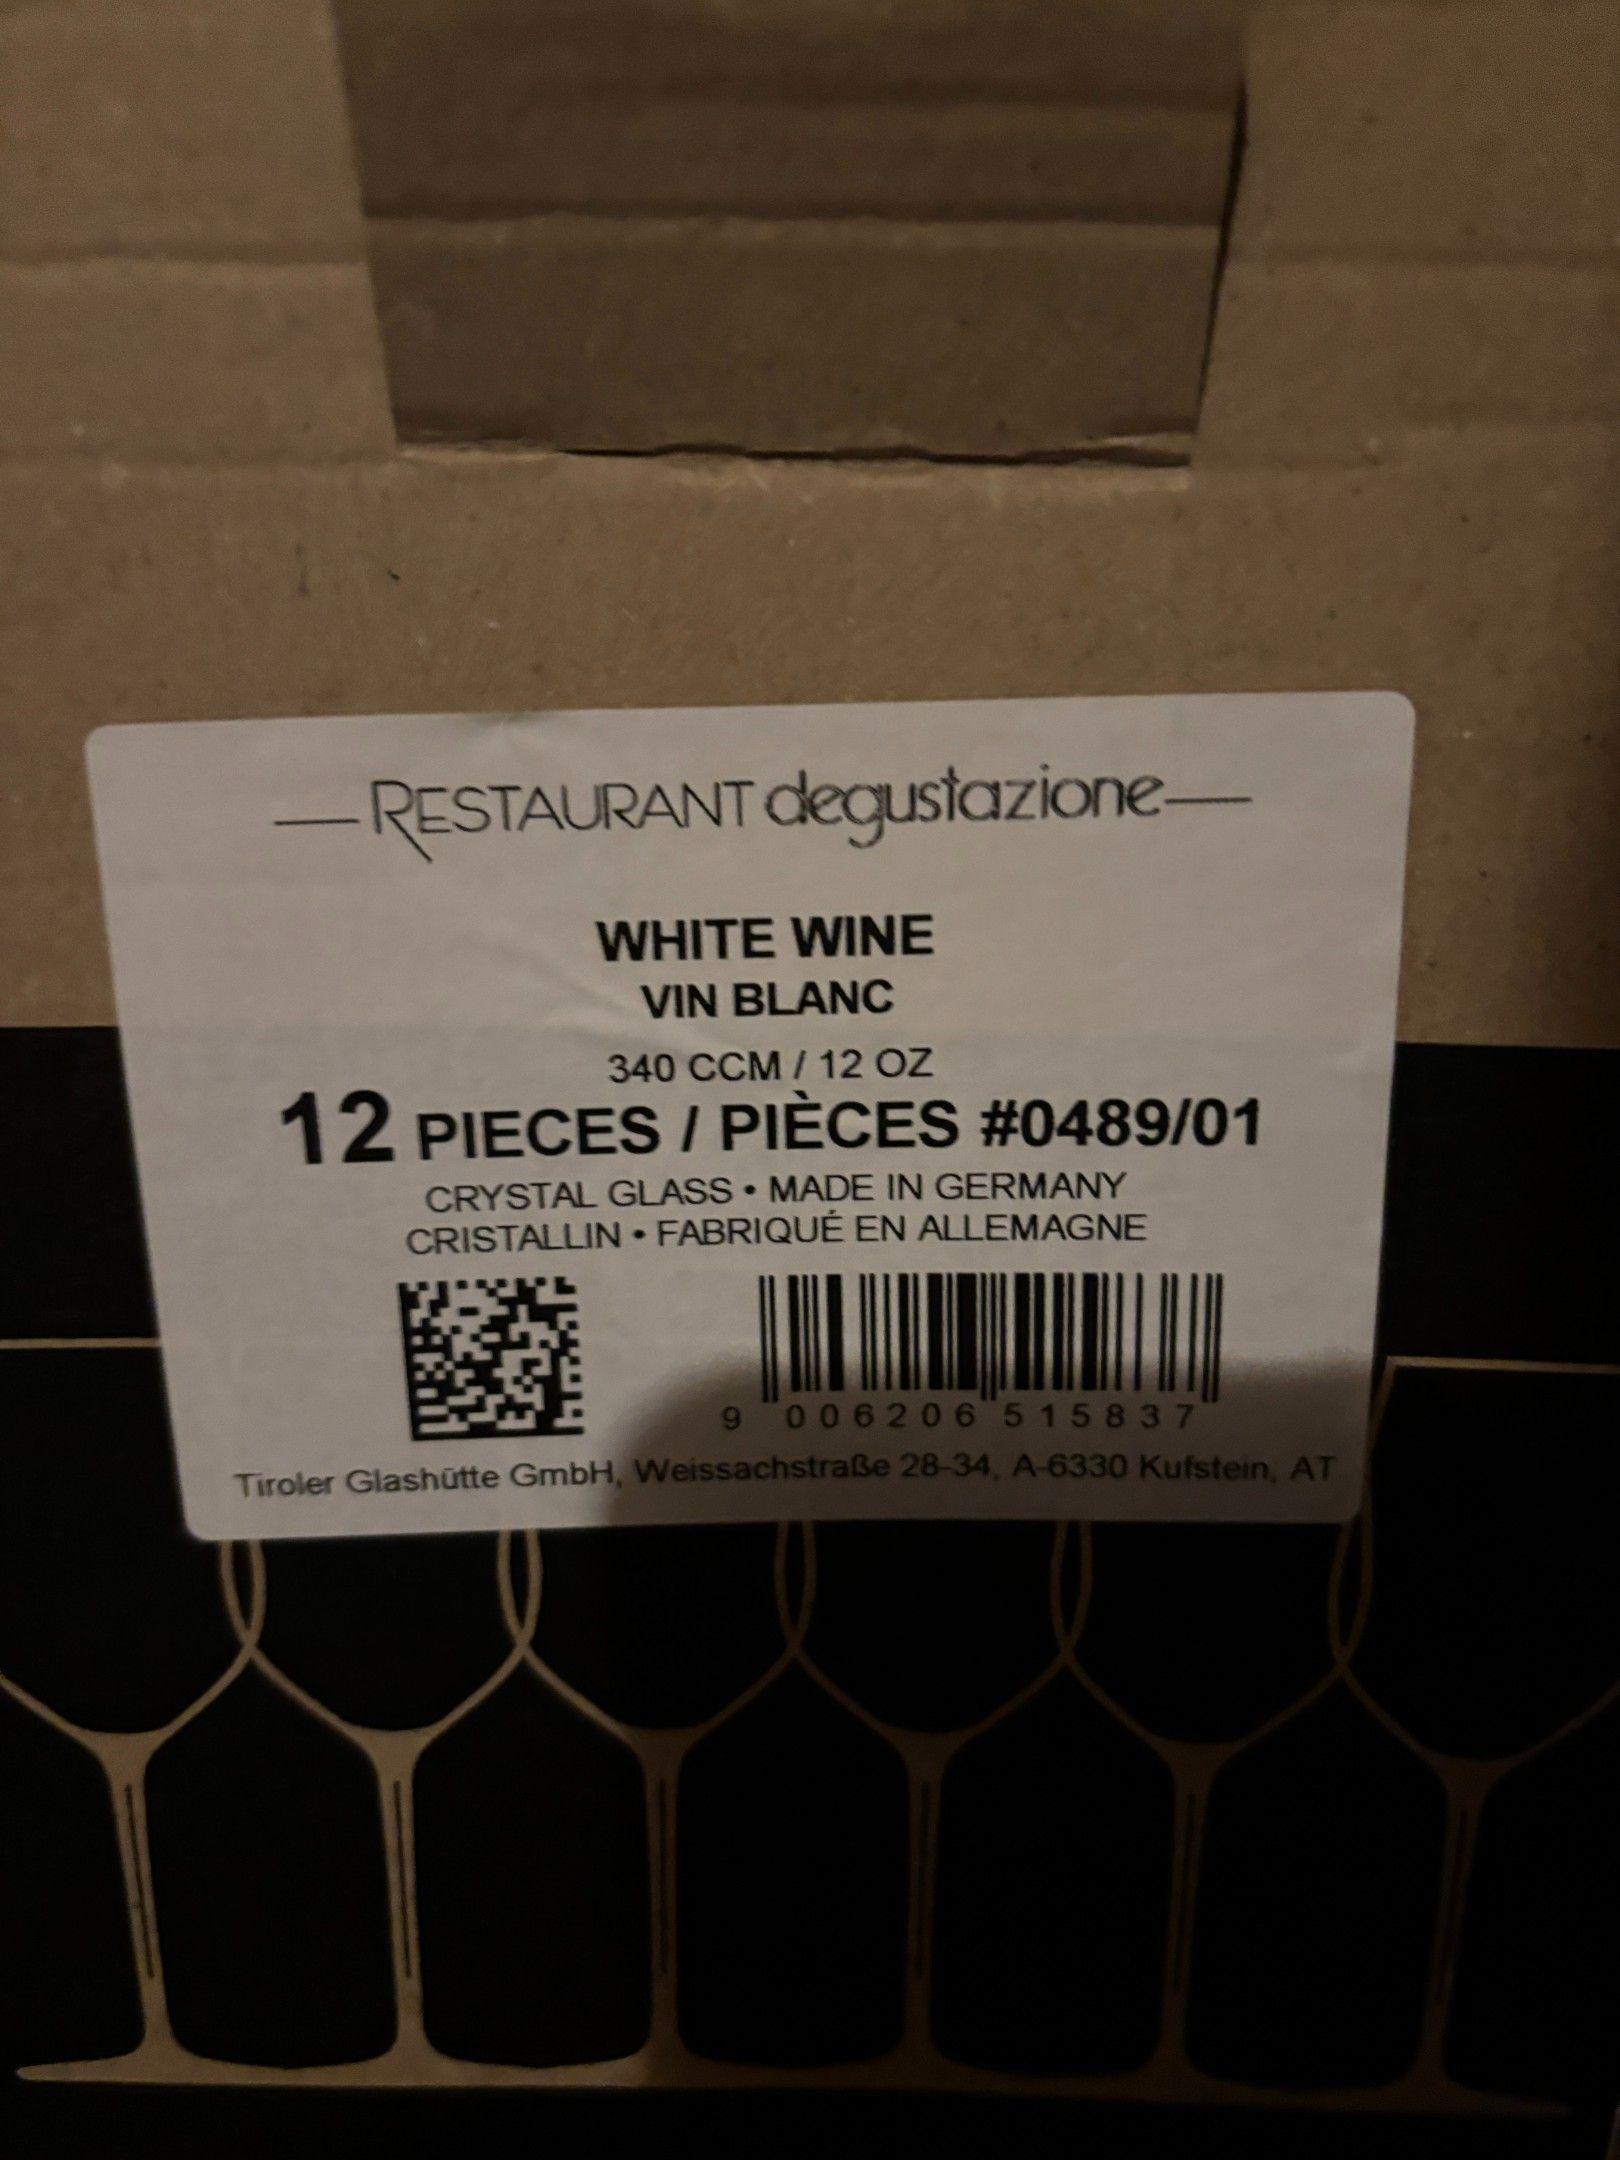 RESTAURANT degustazione
WHITE WINE
VIN BLANC
340 CCM / 12 OZ
12 PIECES / PIÈCES #0489/01
CRYSTAL GLASS • MADE IN GERMANY
CRISTALLIN • FABRIQUÉ EN ALLEMAGNE
9 006206 515837
Tiroler Glashütte GmbH, Weissachstraße 28-34, A-6330 Kufstein, AT